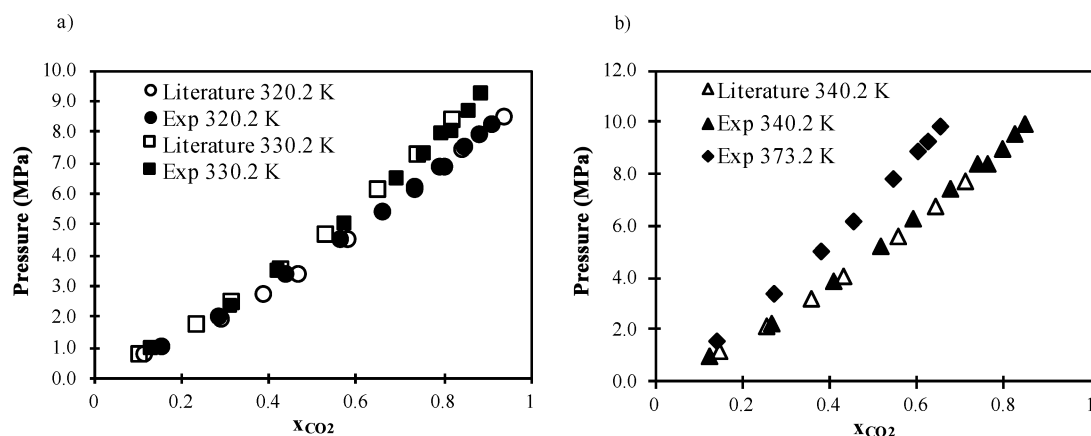 a)
10.0
9.0
8.0
7.0
6.0
5.0
4.0
3.0
2.0
1.0
0.0
Pressure (MPa)
Literature 320.2 K
Exp 320.2 K
Literature 330.2 K
Exp 330.2 K
0 0.2 0.4 0.6 0.8 1
xCO2
b)
12.0
10.0
8.0
6.0
4.0
2.0
0.0
Pressure (MPa)
Literature 340.2 K
Exp 340.2 K
Exp 373.2 K
0 0.2 0.4 0.6 0.8 1
xCO2